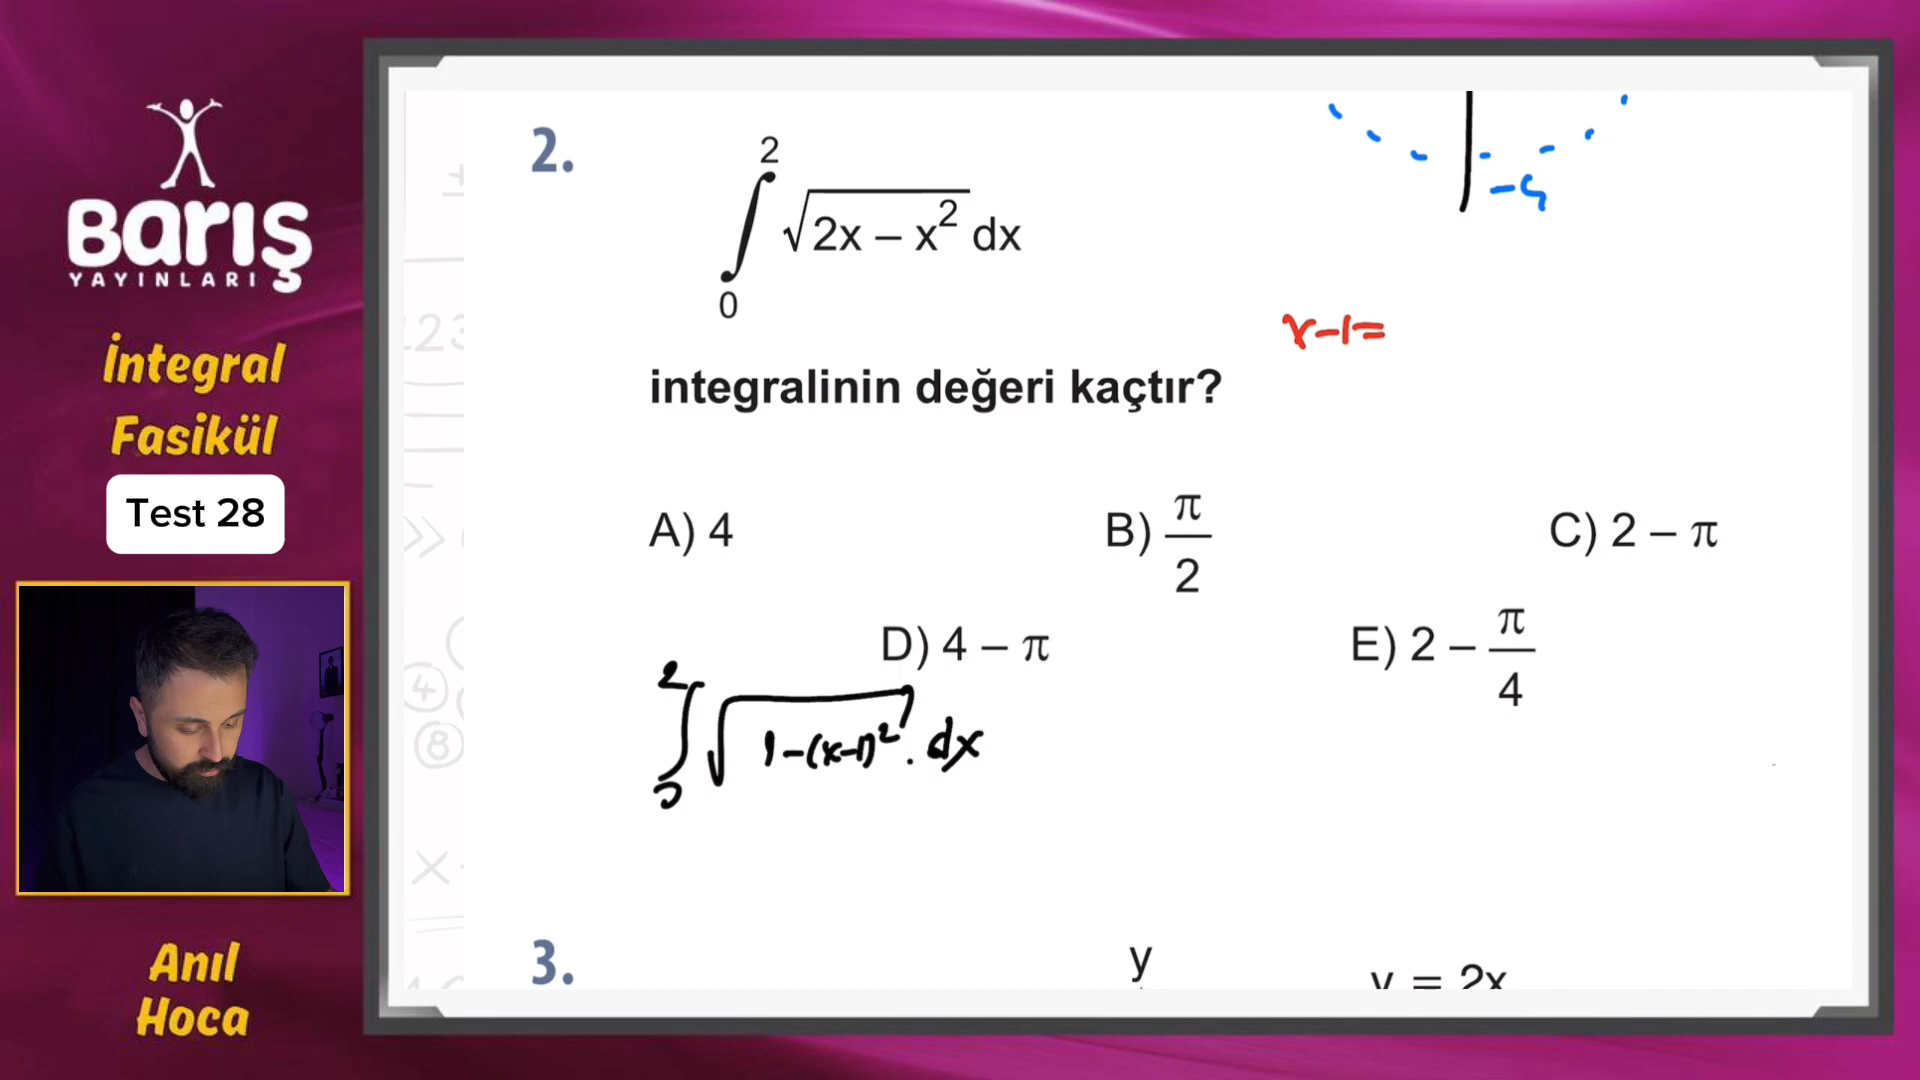 Barış
YAYINLARI
İntegral
Fasikül
Test 28
Anıl
Hoca
2.
2
∫ √2x – x² dx
0
integralinin değeri kaçtır?
x-1=
-4
A) 4
B) π/2
C) 2 – π
D) 4 – π
E) 2 – π/4
2
∫ √1-(x-1)² . dx
0
3.
y
y = 2x